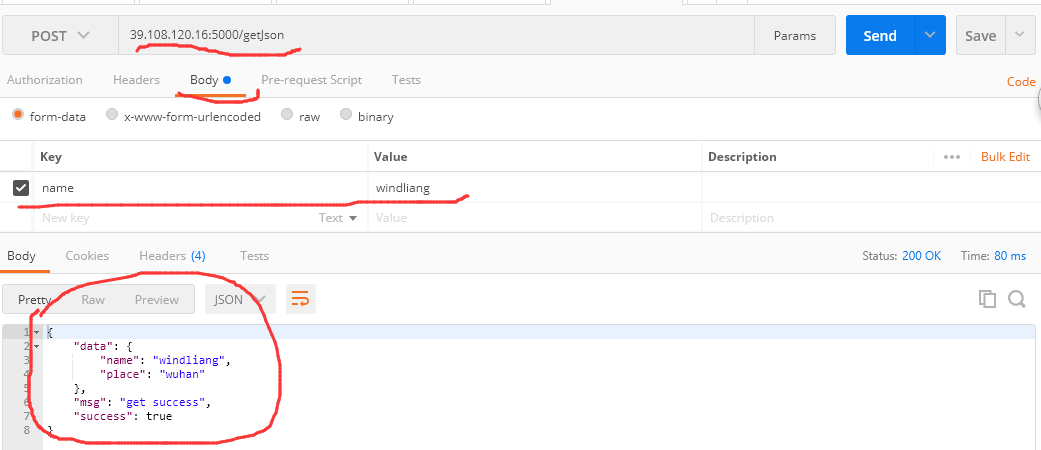 POST 39.108.120.16:5000/getJson Params Send Save
Authorization Headers Body Pre-request Script Tests Code
form-data x-www-form-urlencoded raw binary
Key Value Description ••• Bulk Edit
name windliang
New key Text Value Description
Body Cookies Headers (4) Tests Status: 200 OK Time: 80 ms
Pretty Raw Preview JSON
1 {
2 "data": {
3 "name": "windliang",
4 "place": "wuhan"
5 },
6 "msg": "get success",
7 "success": true
8 }